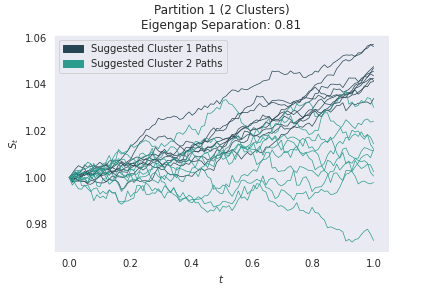 Partition 1 (2 Clusters)
Eigengap Separation: 0.81
Suggested Cluster 1 Paths
Suggested Cluster 2 Paths
1.06
1.04
1.02
1.00
0.98
S_t
0.0 0.2 0.4 0.6 0.8 1.0
t